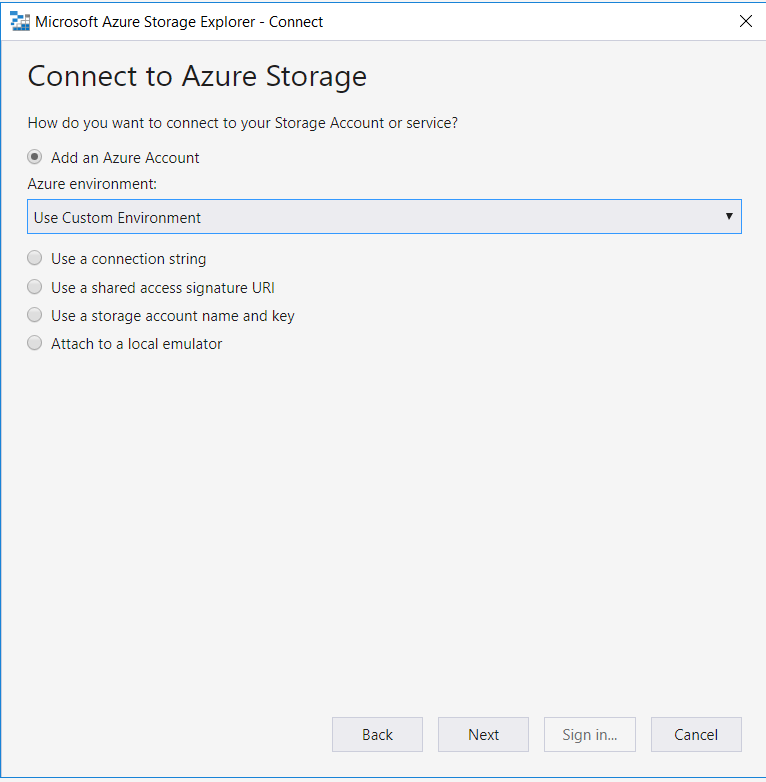 Microsoft Azure Storage Explorer - Connect
Connect to Azure Storage
How do you want to connect to your Storage Account or service?
Add an Azure Account
Azure environment:
Use Custom Environment
Use a connection string
Use a shared access signature URI
Use a storage account name and key
Attach to a local emulator
Back Next Sign in... Cancel